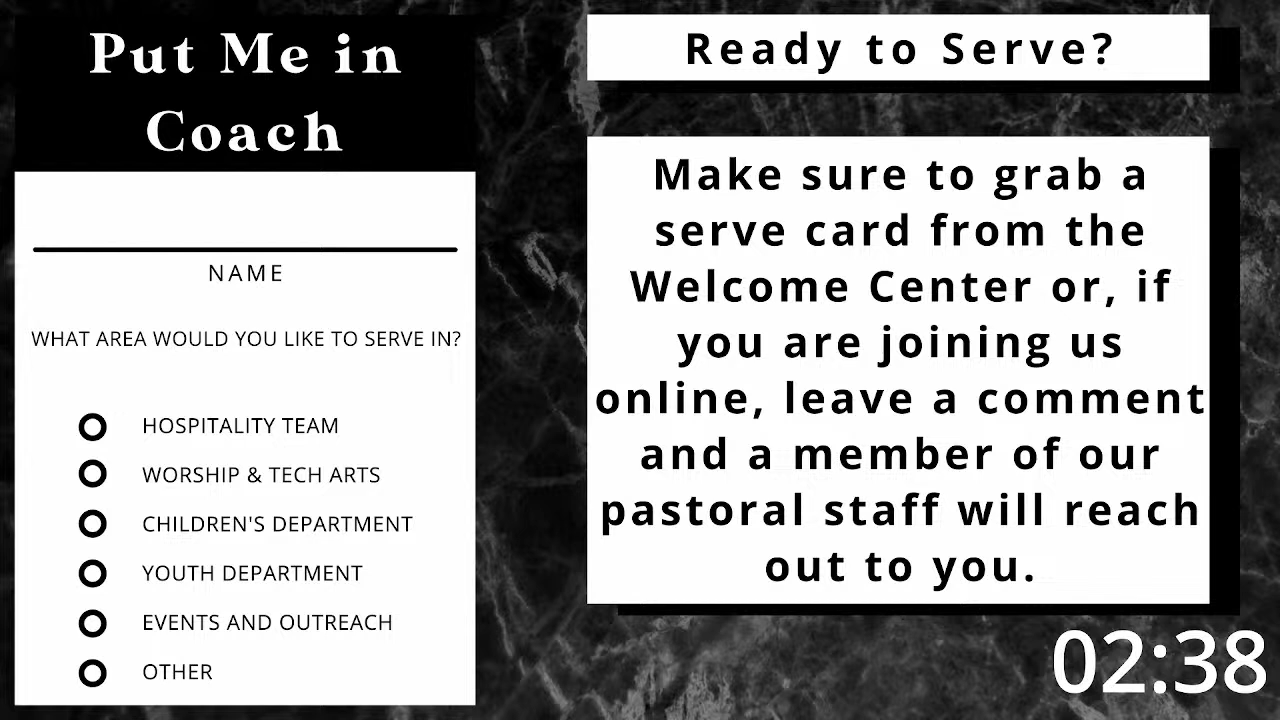 Put Me in
Coach
NAME
WHAT AREA WOULD YOU LIKE TO SERVE IN?
HOSPITALITY TEAM
WORSHIP & TECH ARTS
CHILDREN'S DEPARTMENT
YOUTH DEPARTMENT
EVENTS AND OUTREACH
OTHER
Ready to Serve?
Make sure to grab a
serve card from the
Welcome Center or, if
you are joining us
online, leave a comment
and a member of our
pastoral staff will reach
out to you.
02:38